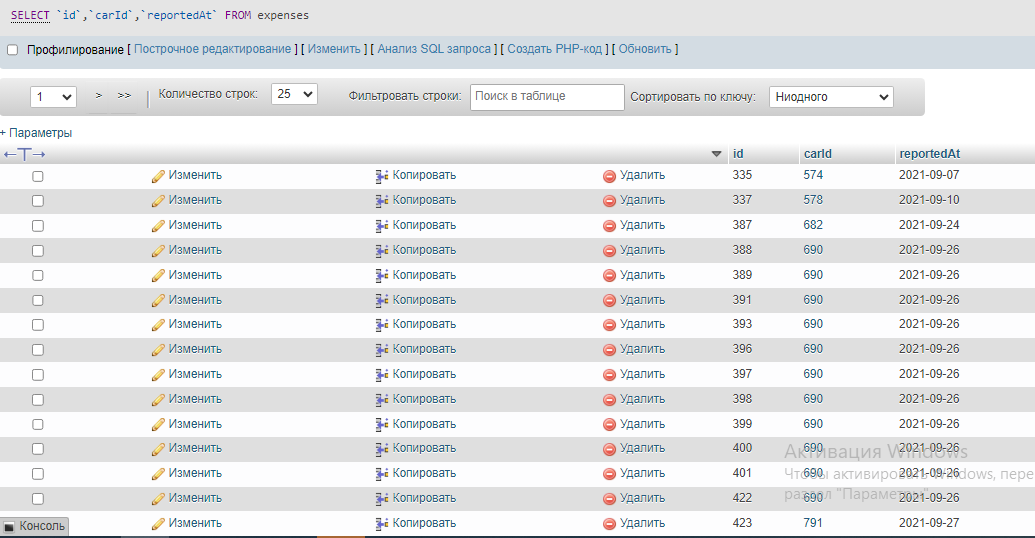 SELECT `id`,`carId`,`reportedAt` FROM expenses
Профилирование [ Построчное редактирование ] [ Изменить ] [ Анализ SQL запроса ] [ Создать PHP-код ] [ Обновить ]
1 > >> | Количество строк: 25 Фильтровать строки: Поиск в таблице Сортировать по ключу: Ниодного
+ Параметры
←T→ id carId reportedAt
Изменить Копировать Удалить 335 574 2021-09-07
Изменить Копировать Удалить 337 578 2021-09-10
Изменить Копировать Удалить 387 682 2021-09-24
Изменить Копировать Удалить 388 690 2021-09-26
Изменить Копировать Удалить 389 690 2021-09-26
Изменить Копировать Удалить 391 690 2021-09-26
Изменить Копировать Удалить 393 690 2021-09-26
Изменить Копировать Удалить 396 690 2021-09-26
Изменить Копировать Удалить 397 690 2021-09-26
Изменить Копировать Удалить 398 690 2021-09-26
Изменить Копировать Удалить 399 690 2021-09-26
Изменить Копировать Удалить 400 690 2021-09-26
Активация Windows
Изменить Копировать Удалить 401 690 2021-09-26
Чтобы активировать Windows, пере
Изменить Копировать Удалить 422 690 2021-09-26
раздел "Параметры".
Изменить Копировать Удалить 423 791 2021-09-27
Консоль